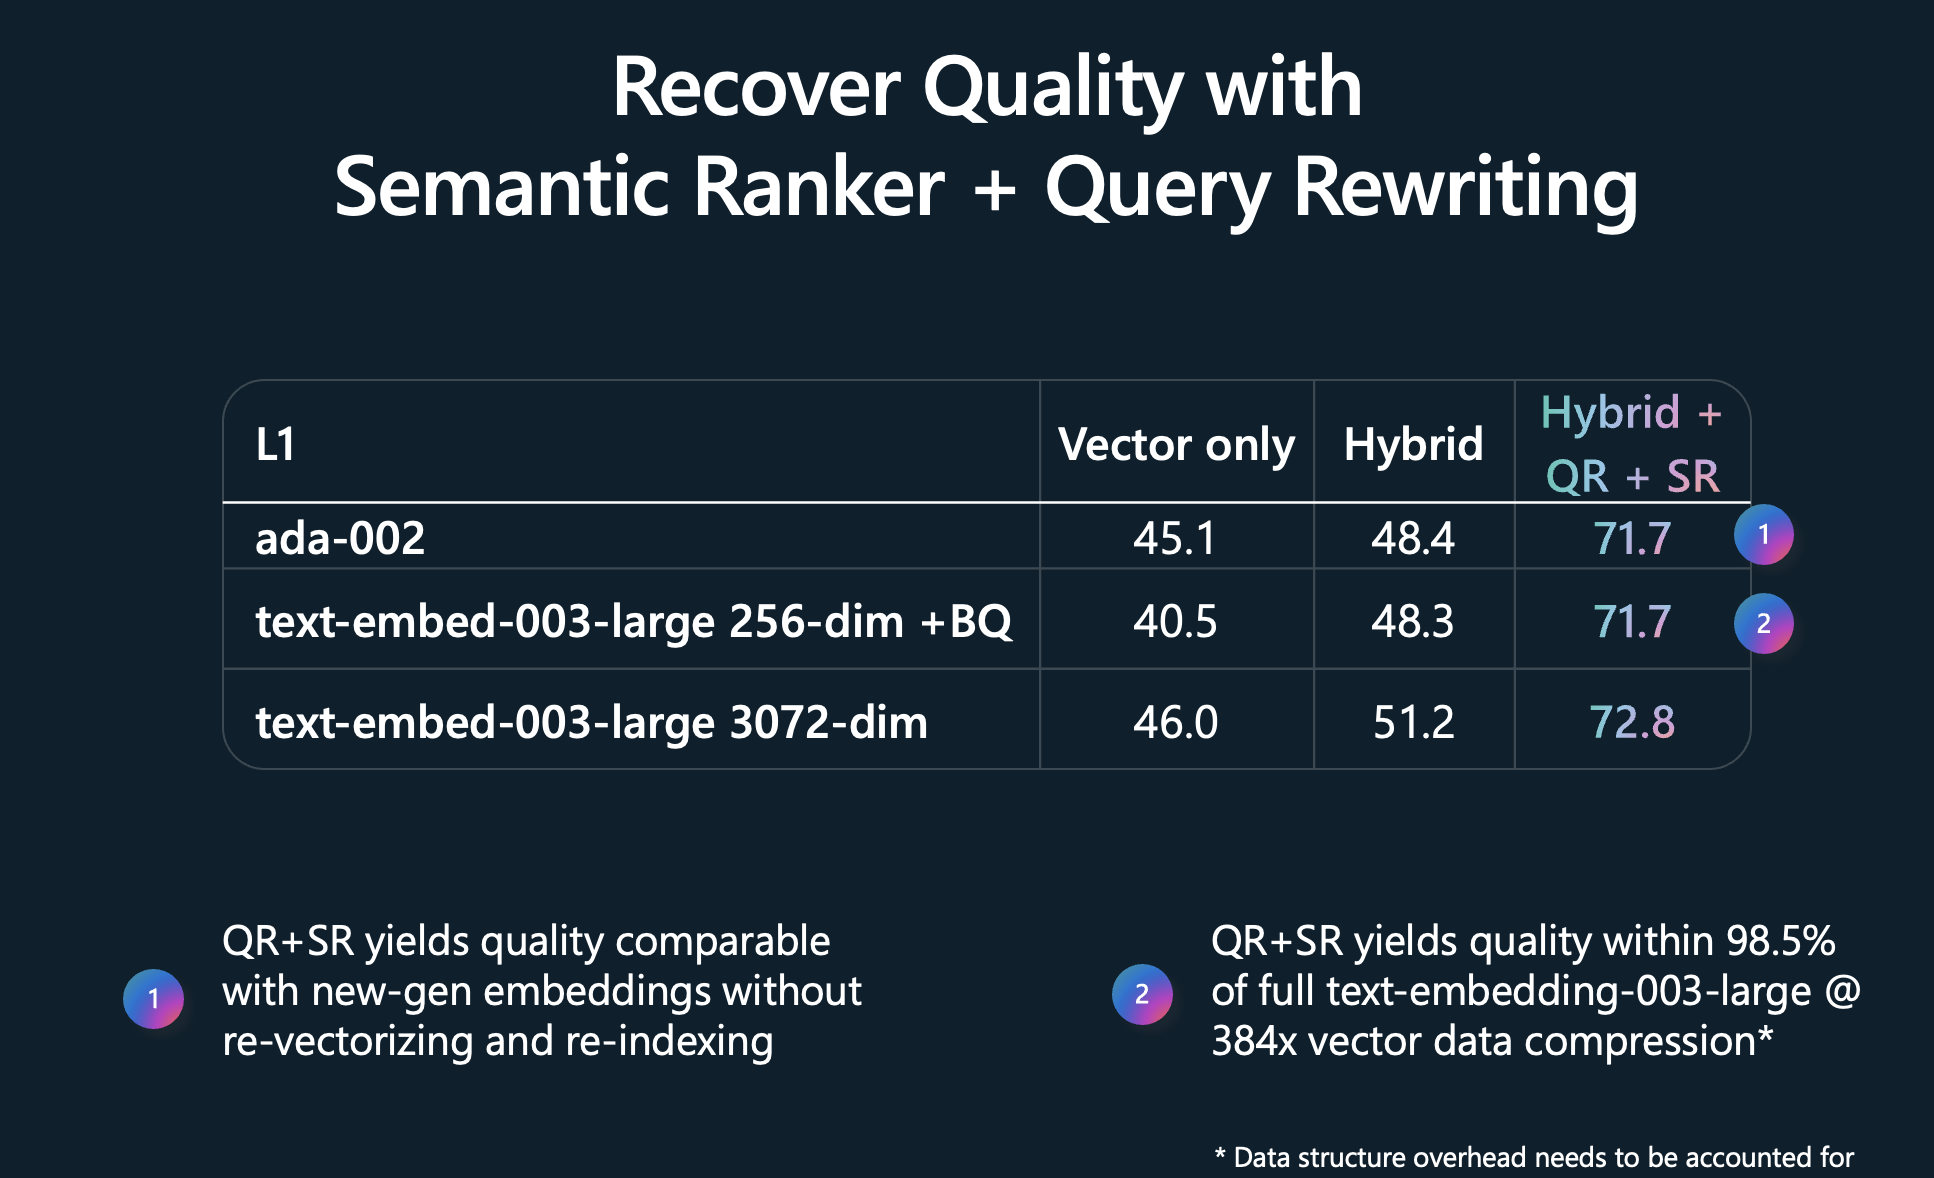 Recover Quality with
Semantic Ranker + Query Rewriting
L1 Vector only Hybrid Hybrid +
QR + SR
ada-002 45.1 48.4 71.7 1
text-embed-003-large 256-dim +BQ 40.5 48.3 71.7 2
text-embed-003-large 3072-dim 46.0 51.2 72.8
1
QR+SR yields quality comparable
with new-gen embeddings without
re-vectorizing and re-indexing
2
QR+SR yields quality within 98.5%
of full text-embedding-003-large @
384x vector data compression*
* Data structure overhead needs to be accounted for